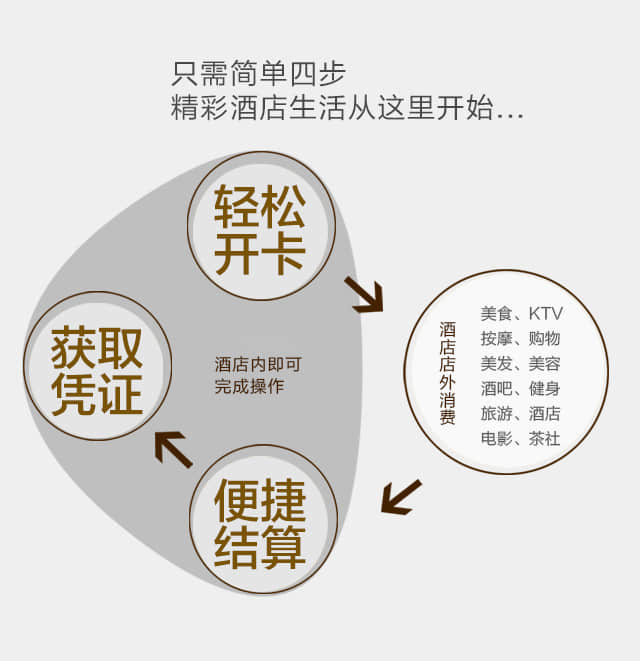 只需简单四步
精彩酒店生活从这里开始...
轻松
开卡
酒店店外消费
美食、KTV
按摩、购物
美发、美容
酒吧、健身
旅游、酒店
电影、茶社
获取
凭证
酒店内即可
完成操作
便捷
结算